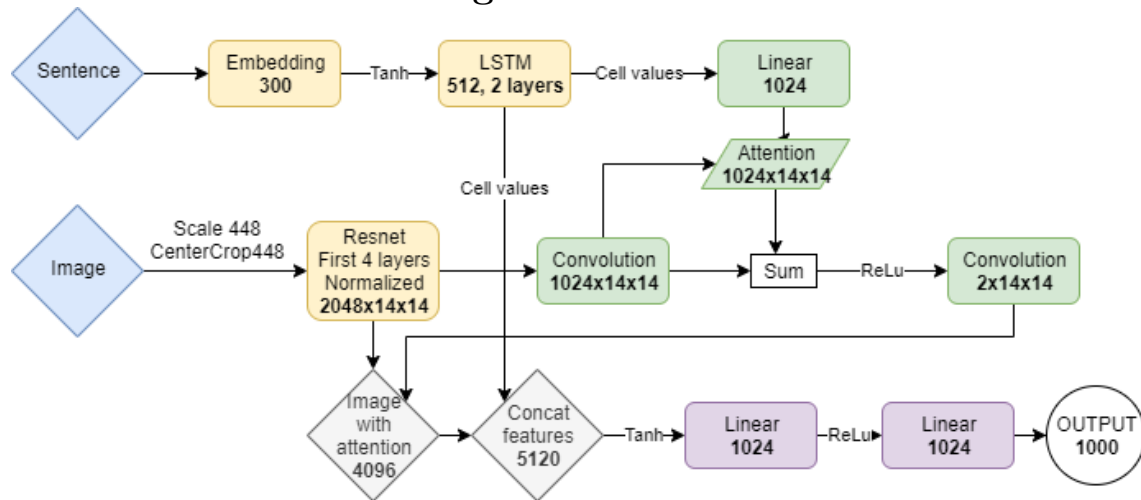 Sentence
Embedding
300
Tanh
LSTM
512, 2 layers
Cell values
Linear
1024
Attention
1024x14x14
Cell values
Image
Scale 448
CenterCrop448
Resnet
First 4 layers
Normalized
2048x14x14
Convolution
1024x14x14
Sum
ReLu
Convolution
2x14x14
Image
with
attention
4096
Concat
features
5120
Tanh
Linear
1024
ReLu
Linear
1024
OUTPUT
1000